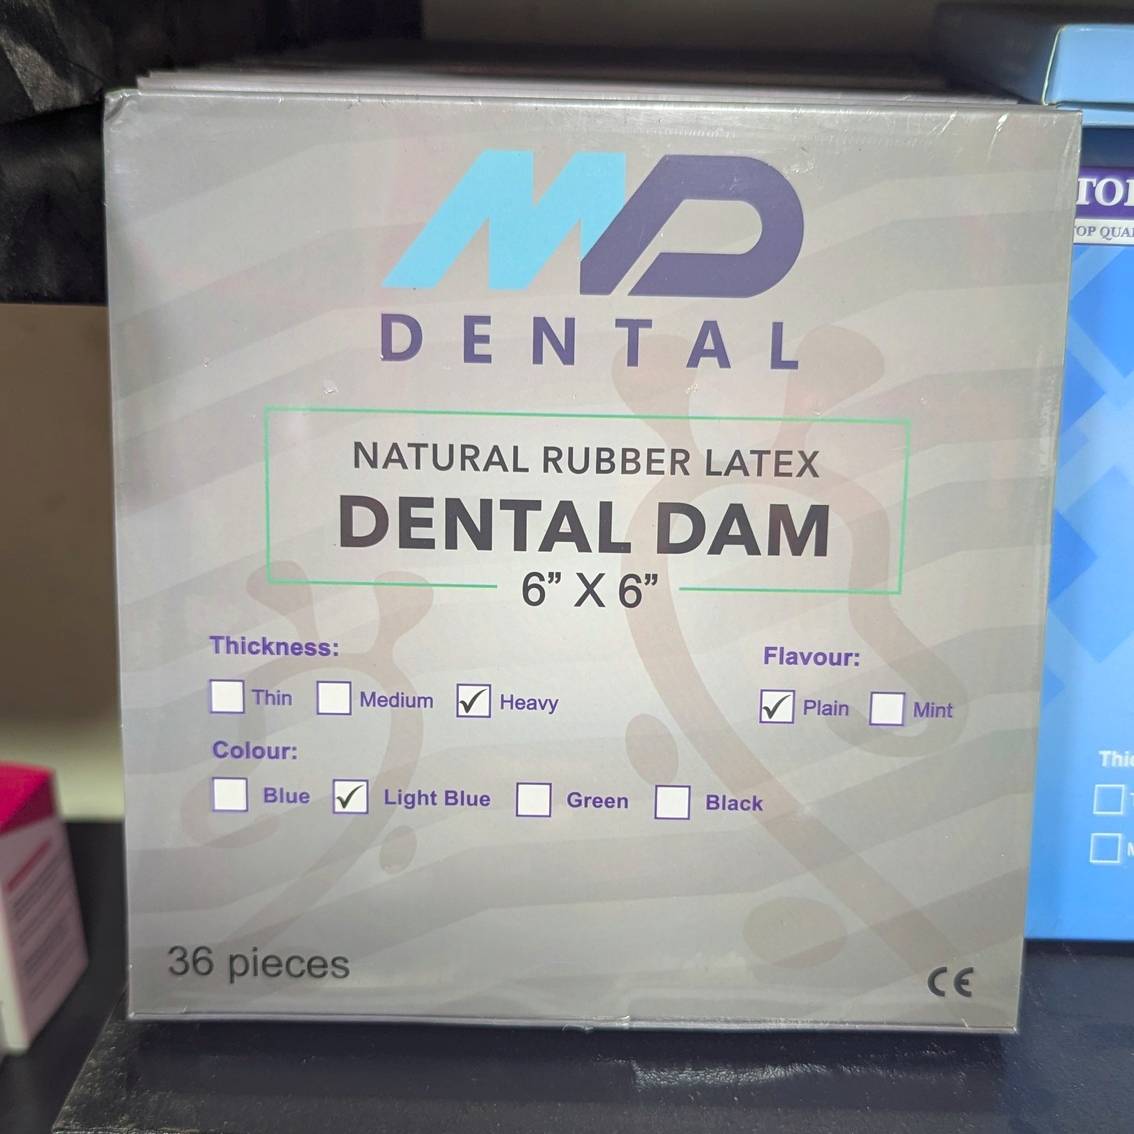 MD
DENTAL
NATURAL RUBBER LATEX
DENTAL DAM
6” X 6”
Thickness:
Thin Medium ✓ Heavy
Flavour:
✓ Plain Mint
Colour:
Blue ✓ Light Blue Green Black
36 pieces
CE